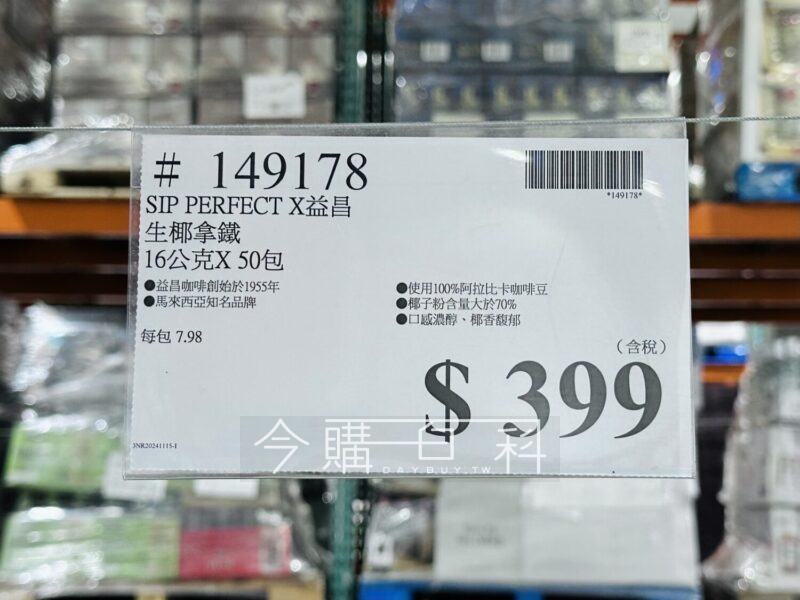 # 149178
*149178*
SIP PERFECT X益昌
生椰拿鐵
16公克X 50包
●益昌咖啡創始於1955年
●馬來西亞知名品牌
●使用100%阿拉比卡咖啡豆
●椰子粉含量大於70%
●口感濃醇、椰香馥郁
每包 7.98
(含稅)
$ 399
3NR20241115-I
今購百科
DAYBUY.TW